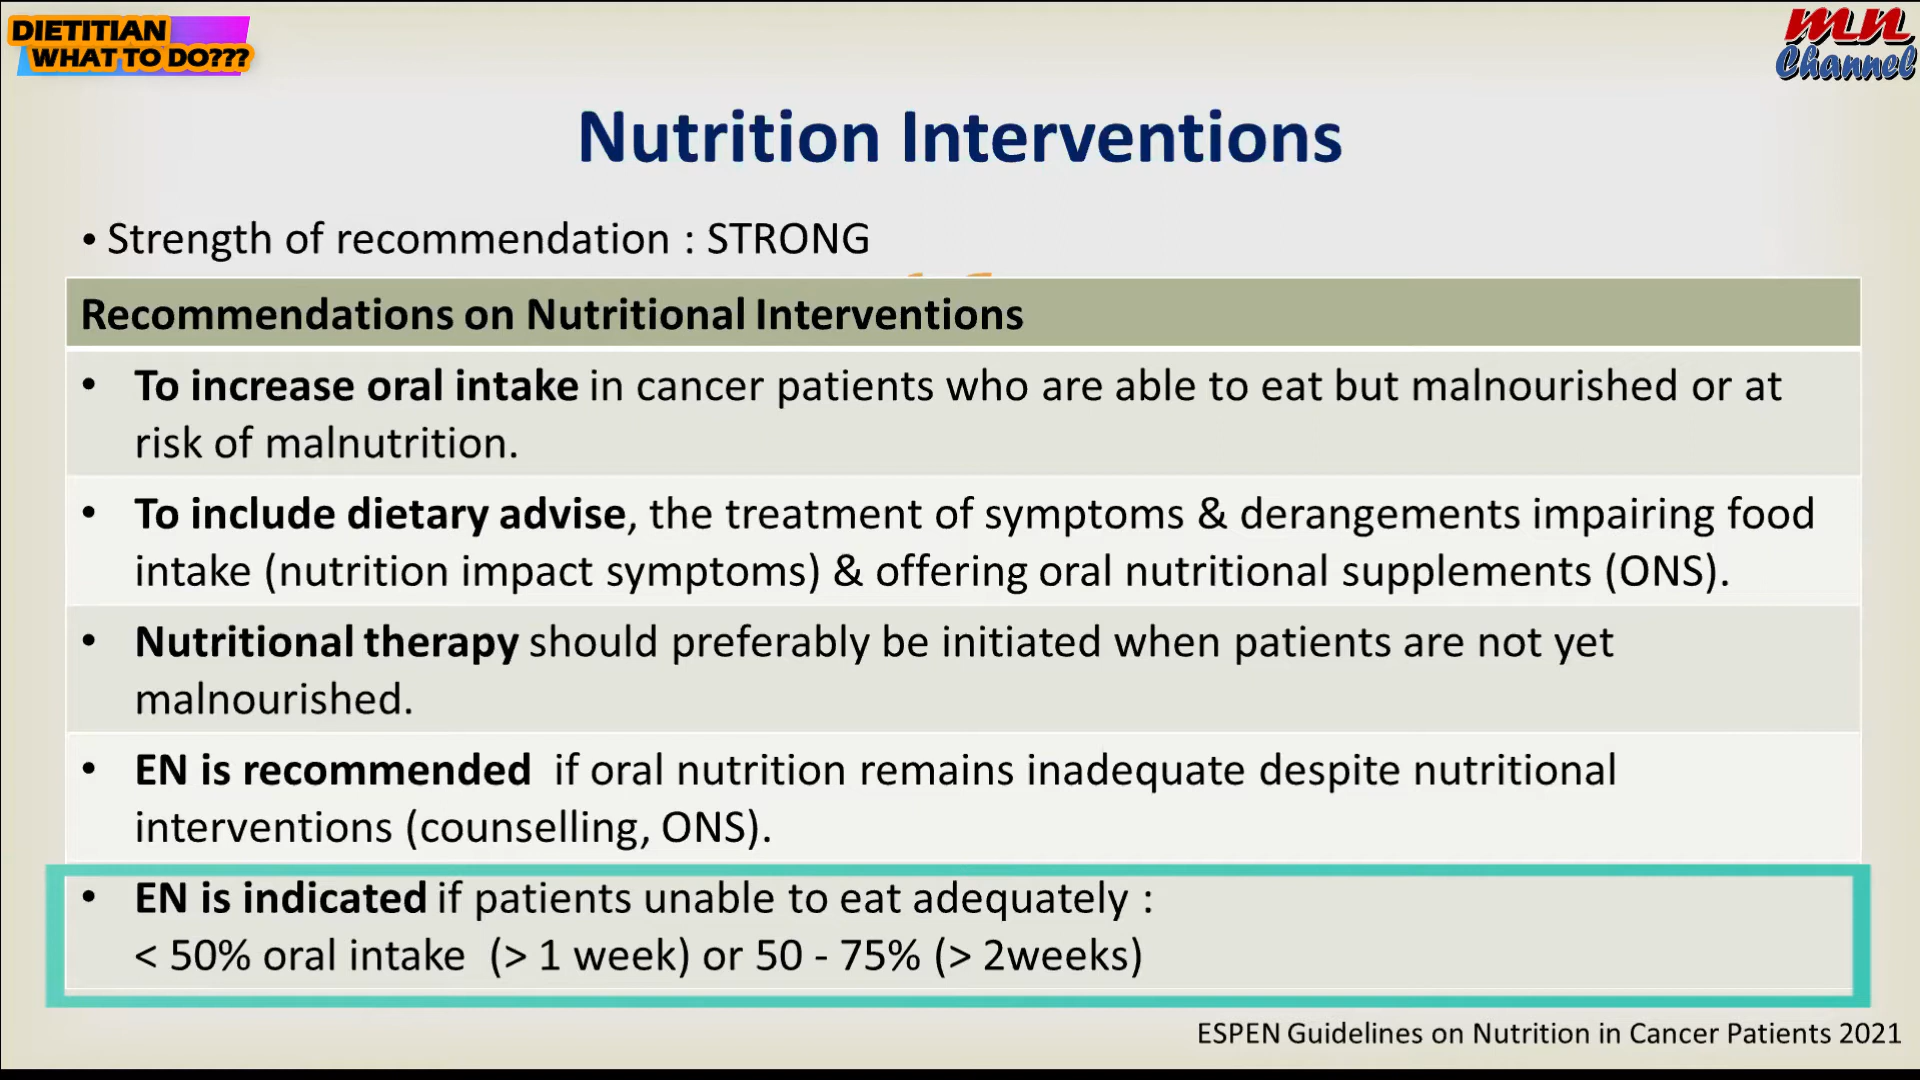 DIETITIAN
WHAT TO DO???
mn
Channel
Nutrition Interventions
• Strength of recommendation : STRONG
Recommendations on Nutritional Interventions
• To increase oral intake in cancer patients who are able to eat but malnourished or at
risk of malnutrition.
• To include dietary advise, the treatment of symptoms & derangements impairing food
intake (nutrition impact symptoms) & offering oral nutritional supplements (ONS).
• Nutritional therapy should preferably be initiated when patients are not yet
malnourished.
• EN is recommended if oral nutrition remains inadequate despite nutritional
interventions (counselling, ONS).
• EN is indicated if patients unable to eat adequately :
< 50% oral intake (> 1 week) or 50 - 75% (> 2weeks)
ESPEN Guidelines on Nutrition in Cancer Patients 2021